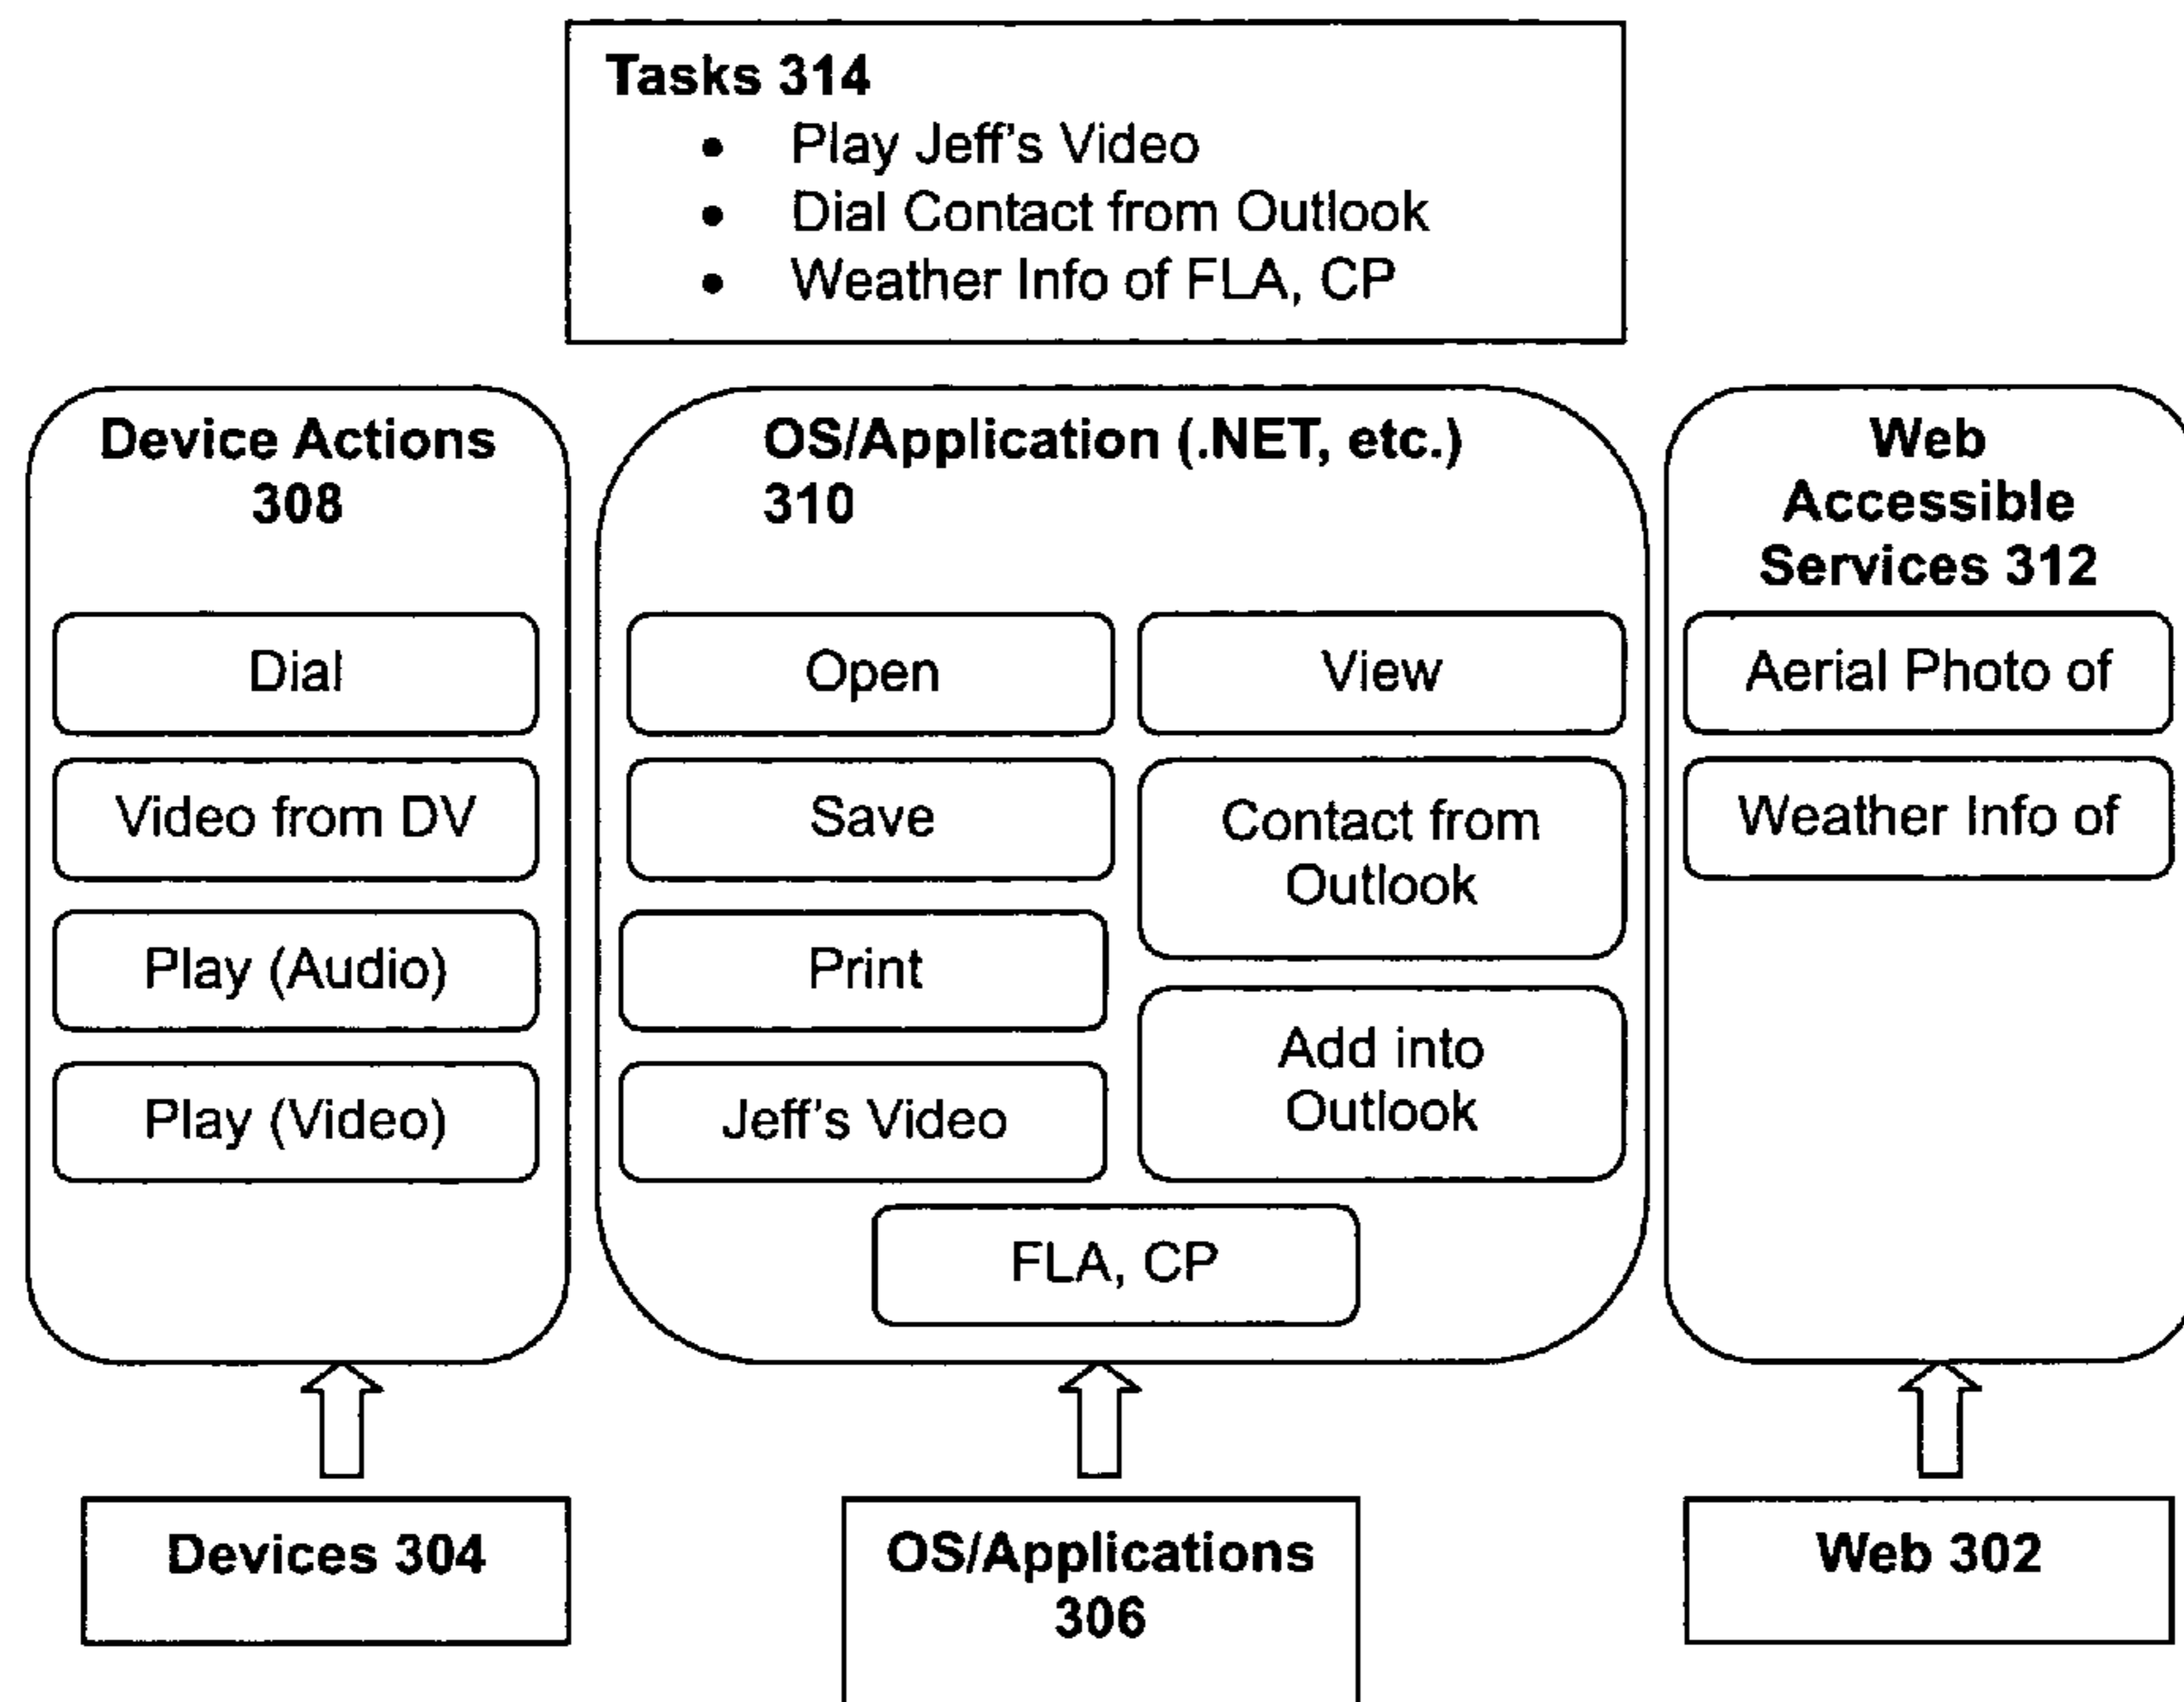 Tasks 314
• Play Jeff's Video
• Dial Contact from Outlook
• Weather Info of FLA, CP
Device Actions
308
Dial
Video from DV
Play (Audio)
Play (Video)
OS/Application (.NET, etc.)
310
Open
Save
Print
Jeff's Video
View
Contact from
Outlook
Add into
Outlook
FLA, CP
Web
Accessible
Services 312
Aerial Photo of
Weather Info of
Devices 304
OS/Applications
306
Web 302